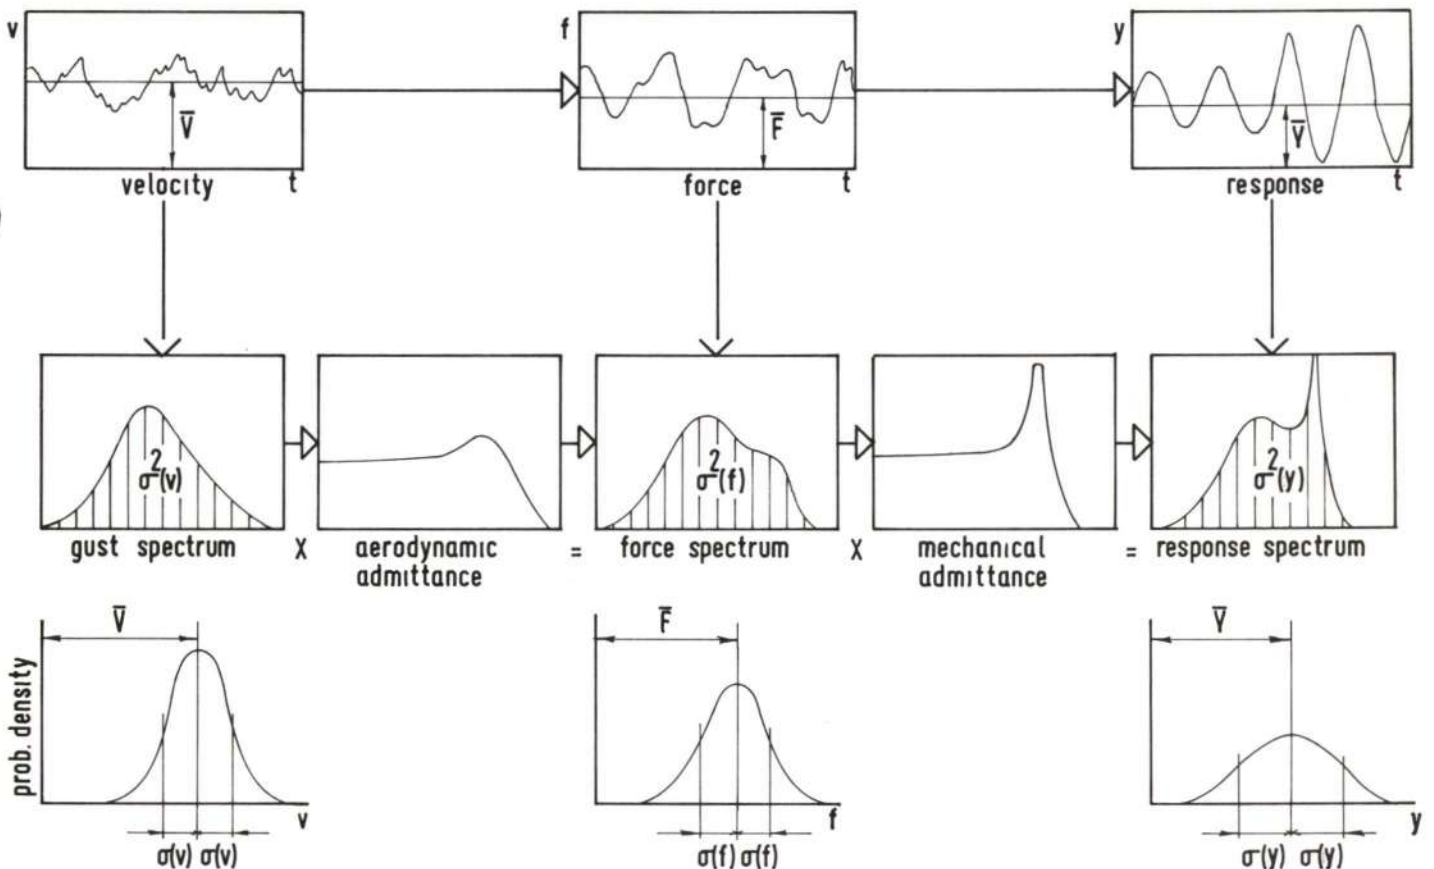 v
V̅
velocity t
f
F̅
force t
y
Y̅
response t
σ²(v)
gust spectrum
X
aerodynamic
admittance
=
σ²(f)
force spectrum
X
mechanical
admittance
=
σ²(y)
response spectrum
prob. density
V̅
v
σ(v) σ(v)
F̅
f
σ(f) σ(f)
Y̅
y
σ(y) σ(y)